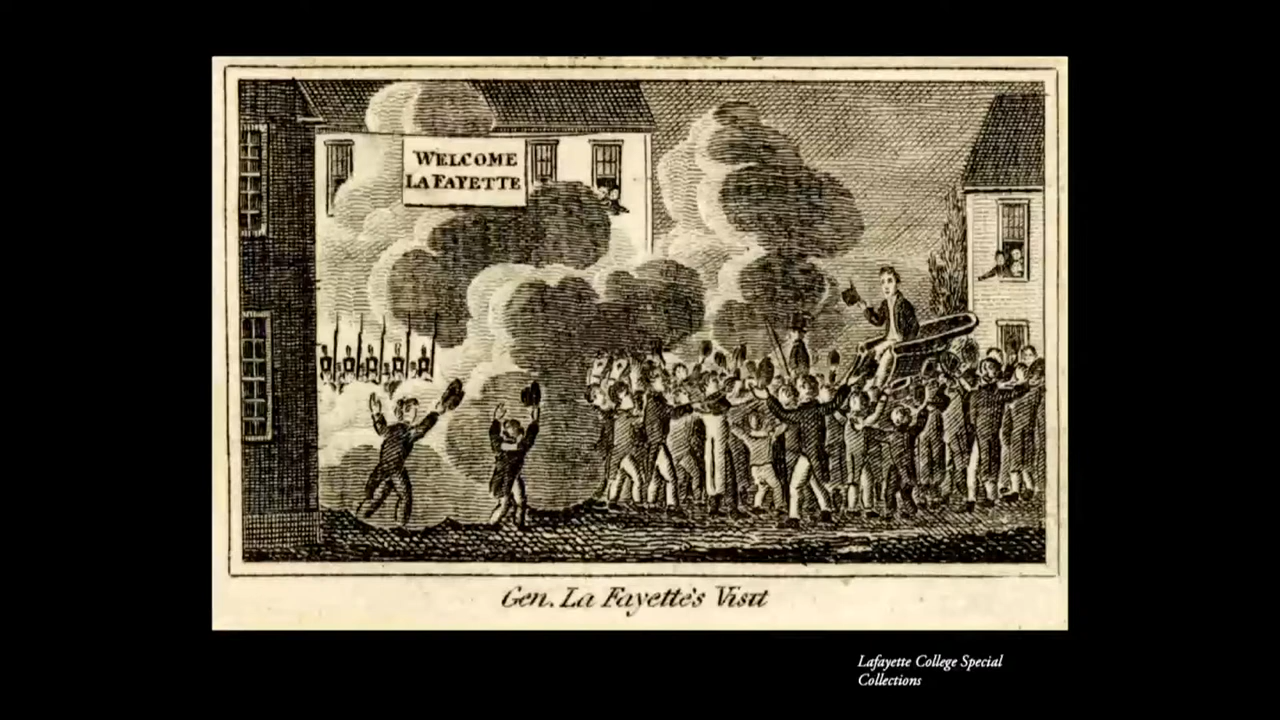 WELCOME
LA FAYETTE
Gen. La Fayette's Visit
Lafayette College Special
Collections